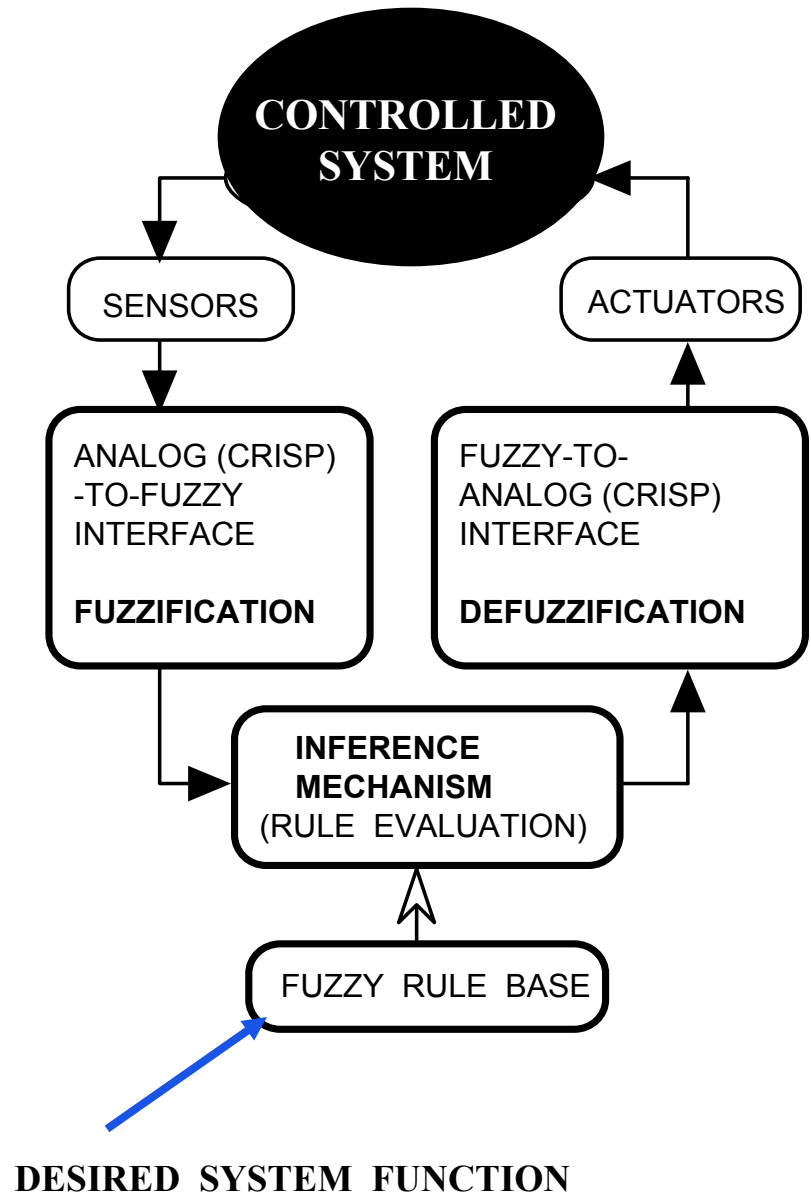 CONTROLLED
SYSTEM
SENSORS
ACTUATORS
ANALOG (CRISP)
-TO-FUZZY
INTERFACE
FUZZIFICATION
FUZZY-TO-
ANALOG (CRISP)
INTERFACE
DEFUZZIFICATION
INFERENCE
MECHANISM
(RULE EVALUATION)
FUZZY RULE BASE
DESIRED SYSTEM FUNCTION